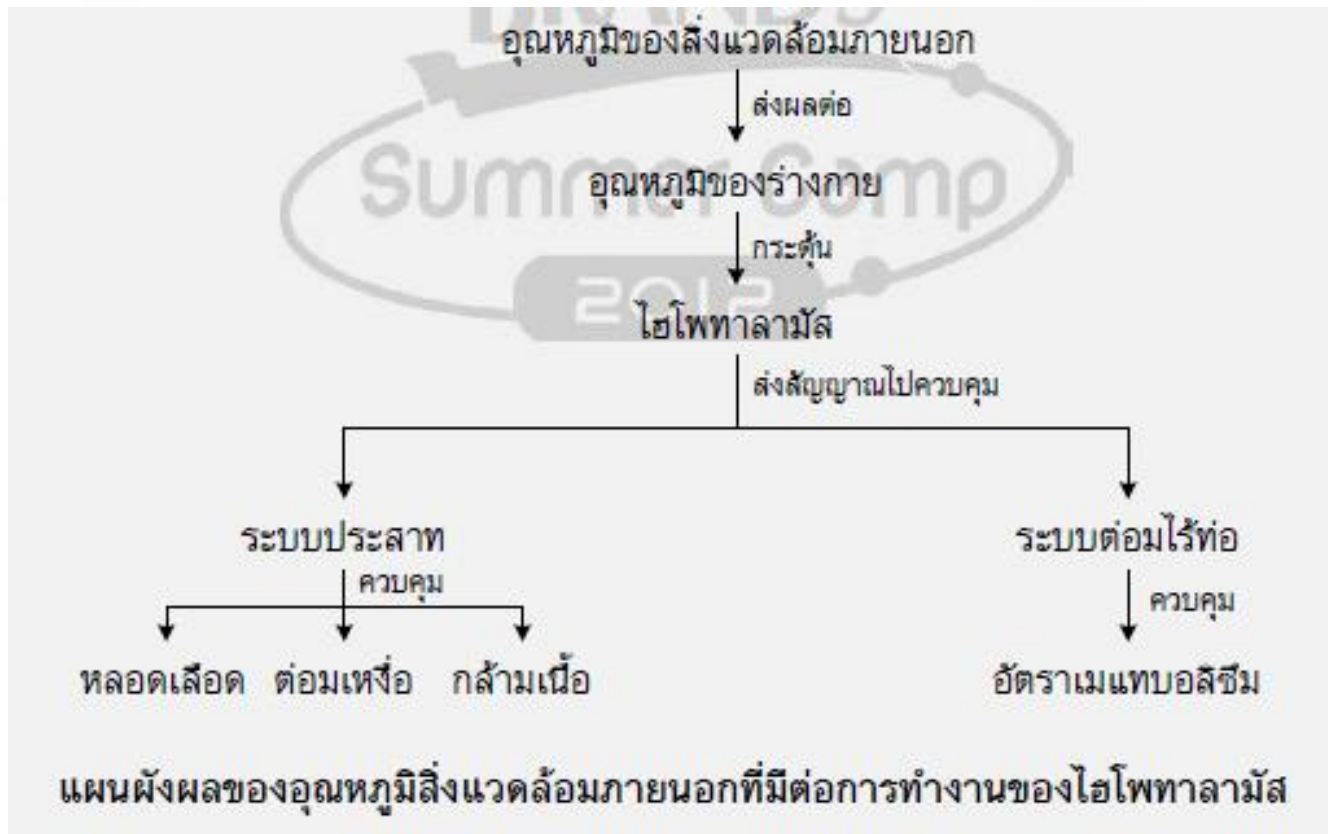 BRAND'S
อุณหภูมิของสิ่งแวดล้อมภายนอก
ส่งผลต่อ
Summer Camp
อุณหภูมิของร่างกาย
กระตุ้น
2012
ไฮโพทาลามัส
ส่งสัญญาณไปควบคุม
ระบบประสาท ระบบต่อมไร้ท่อ
ควบคุม ควบคุม
หลอดเลือด ต่อมเหงื่อ กล้ามเนื้อ อัตราเมแทบอลิซึม
แผนผังผลของอุณหภูมิสิ่งแวดล้อมภายนอกที่มีต่อการทำงานของไฮโพทาลามัส